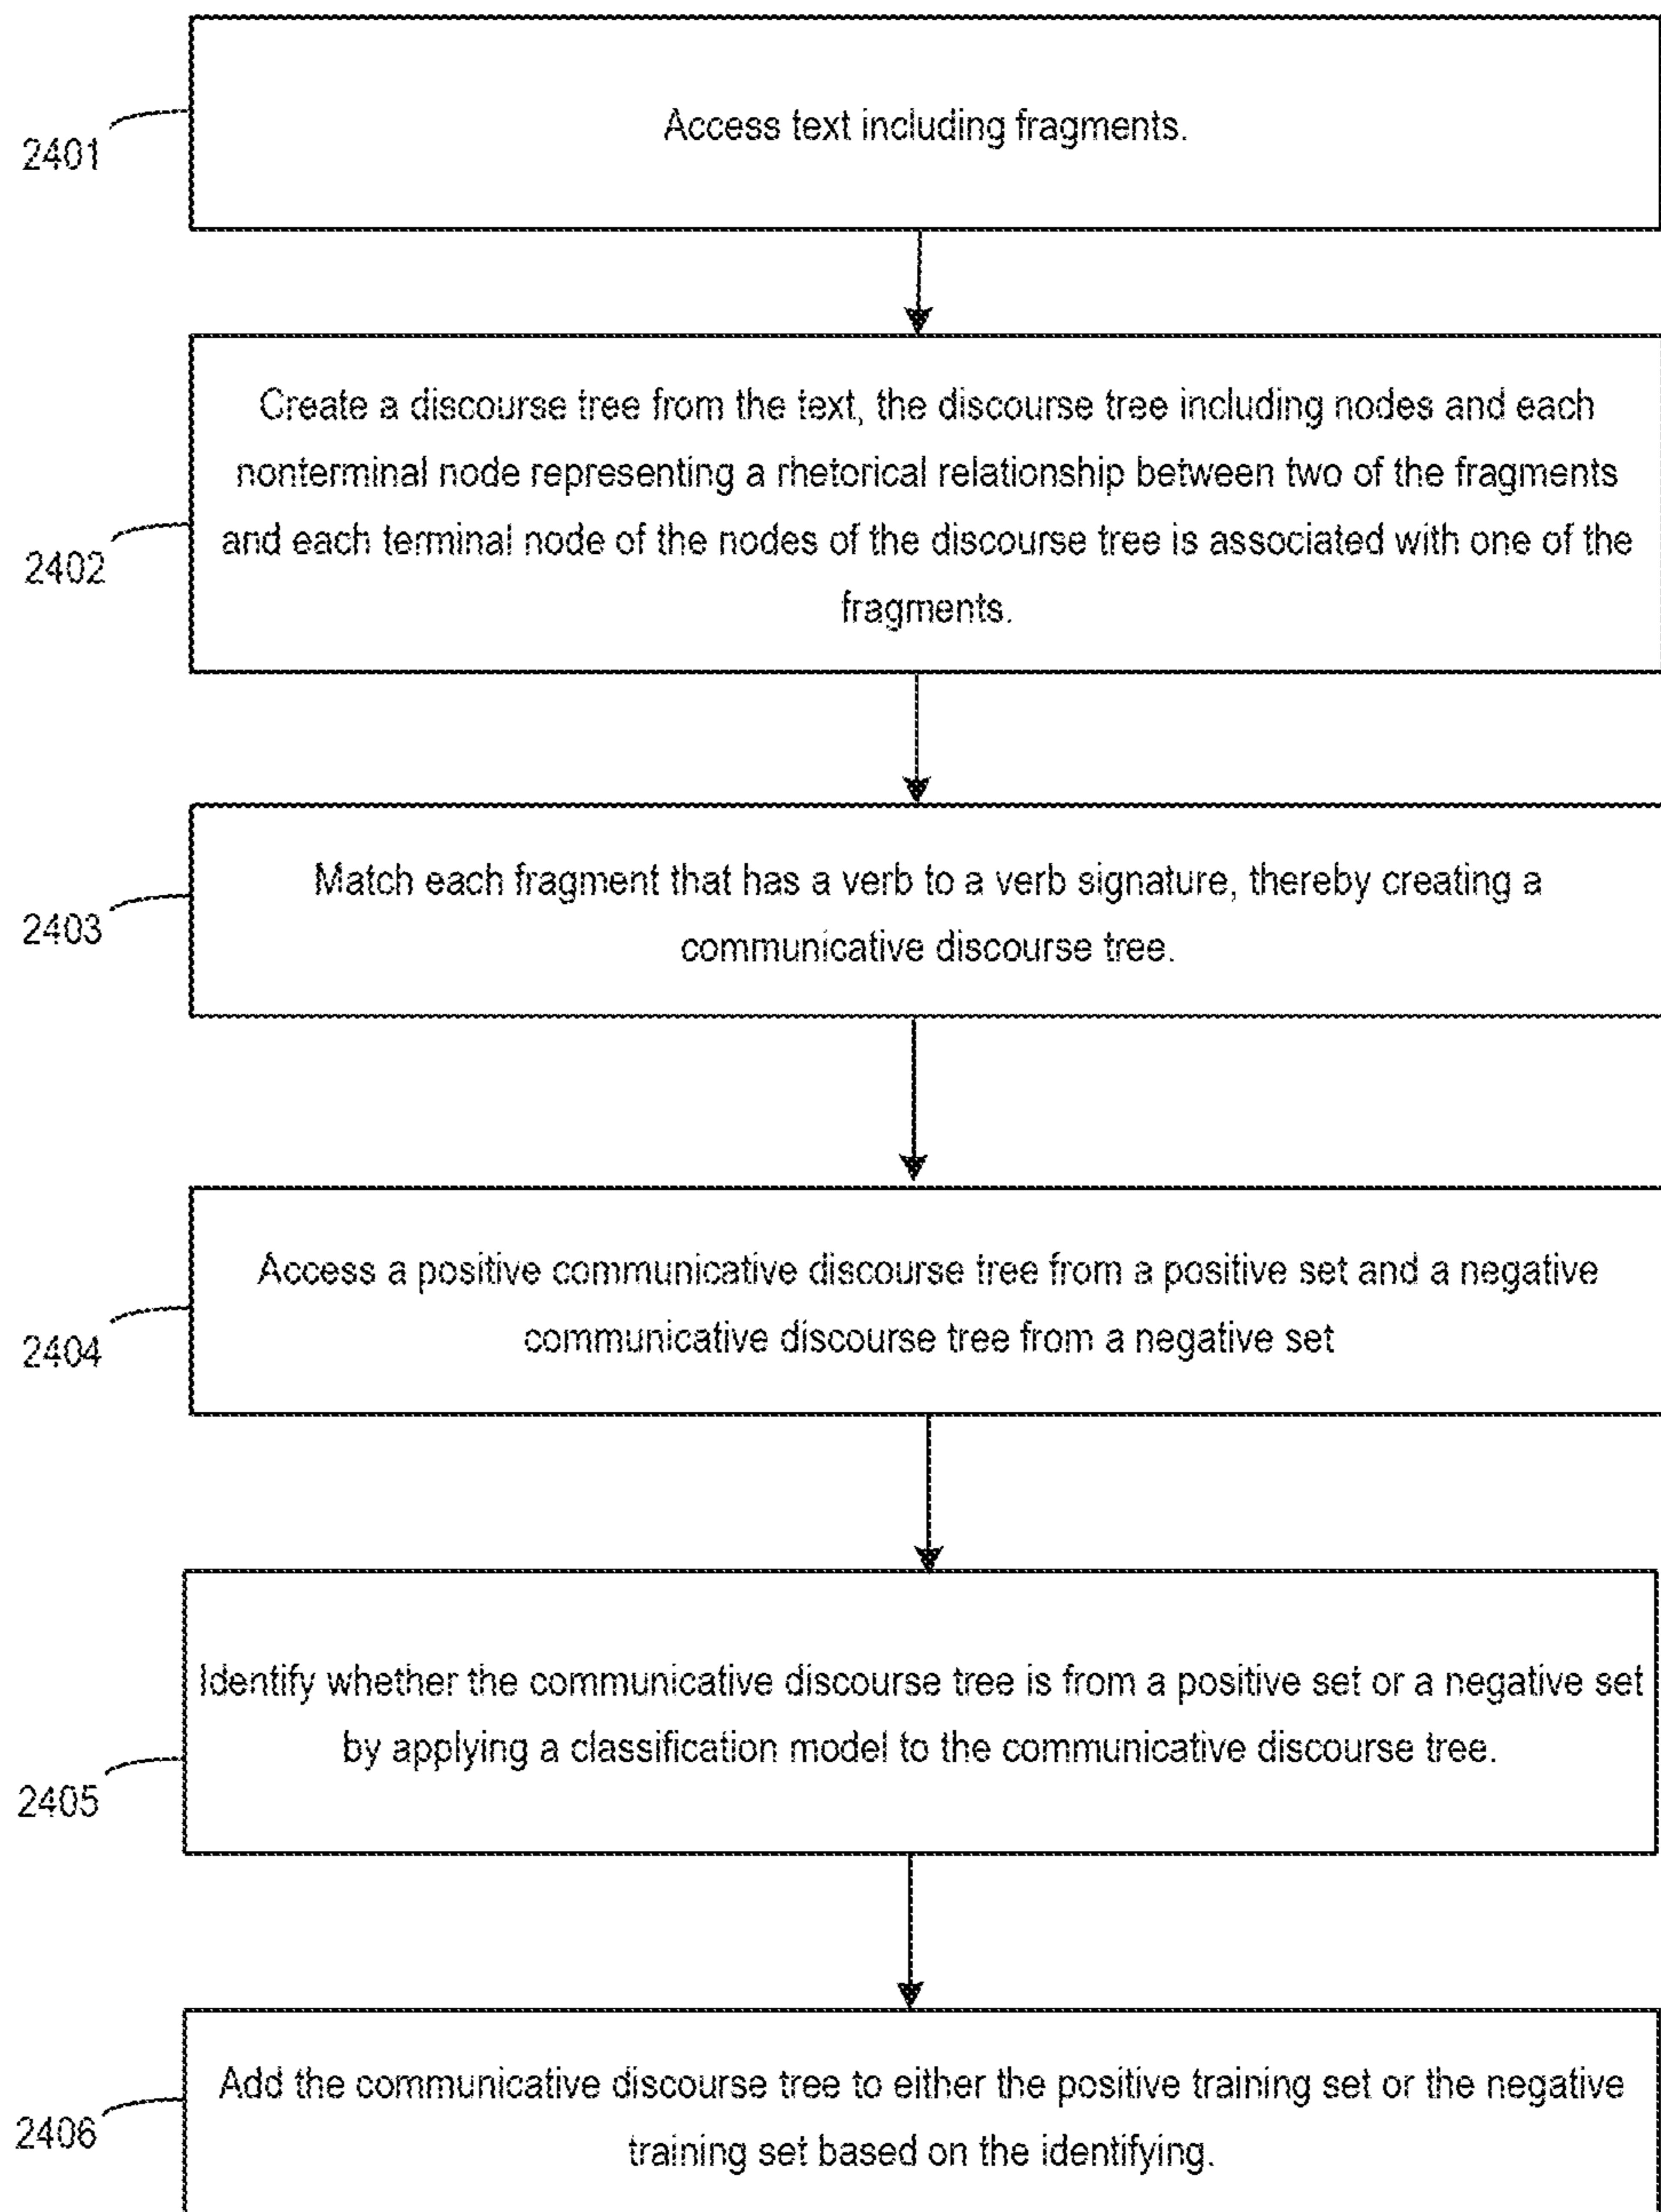 Access text including fragments.
2401
Create a discourse tree from the text, the discourse tree including nodes and each
nonterminal node representing a rhetorical relationship between two of the fragments
and each terminal node of the nodes of the discourse tree is associated with one of the
fragments.
2402
Match each fragment that has a verb to a verb signature, thereby creating a
communicative discourse tree.
2403
Access a positive communicative discourse tree from a positive set and a negative
communicative discourse tree from a negative set
2404
Identify whether the communicative discourse tree is from a positive set or a negative set
by applying a classification model to the communicative discourse tree.
2405
Add the communicative discourse tree to either the positive training set or the negative
training set based on the identifying.
2406